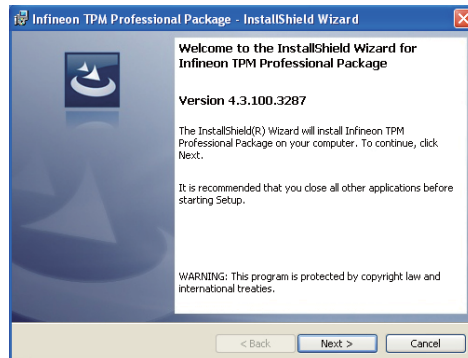 Infineon TPM Professional Package - InstallShield Wizard
Welcome to the InstallShield Wizard for
Infineon TPM Professional Package
Version 4.3.100.3287
The InstallShield(R) Wizard will install Infineon TPM
Professional Package on your computer. To continue, click
Next.
It is recommended that you close all other applications before
starting Setup.
WARNING: This program is protected by copyright law and
international treaties.
< Back
Next >
Cancel